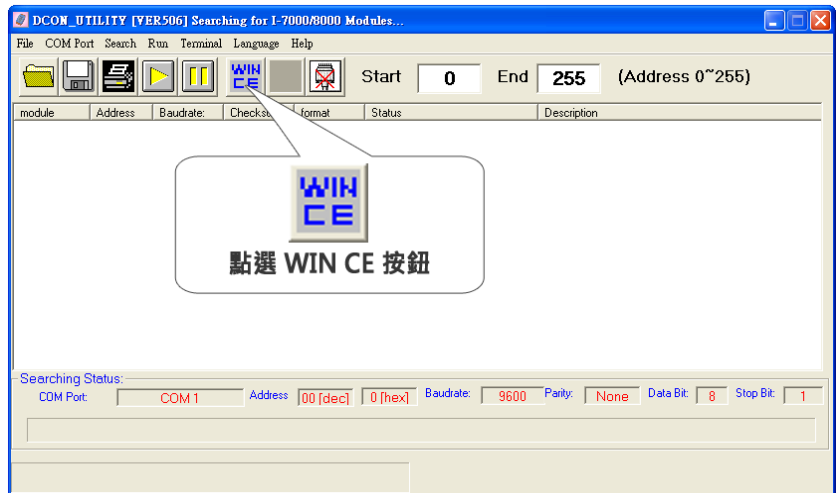 DCON_UTILITY [VER506] Searching for I-7000/8000 Modules...
File COM Port Search Run Terminal Language Help
WIN CE Start 0 End 255 (Address 0~255)
module Address Baudrate: Checksu format Status Description
WIN
CE
點選 WIN CE 按鈕
Searching Status:
COM Port: COM 1 Address 00 [dec] 0 [hex] Baudrate: 9600 Parity: None Data Bit: 8 Stop Bit: 1